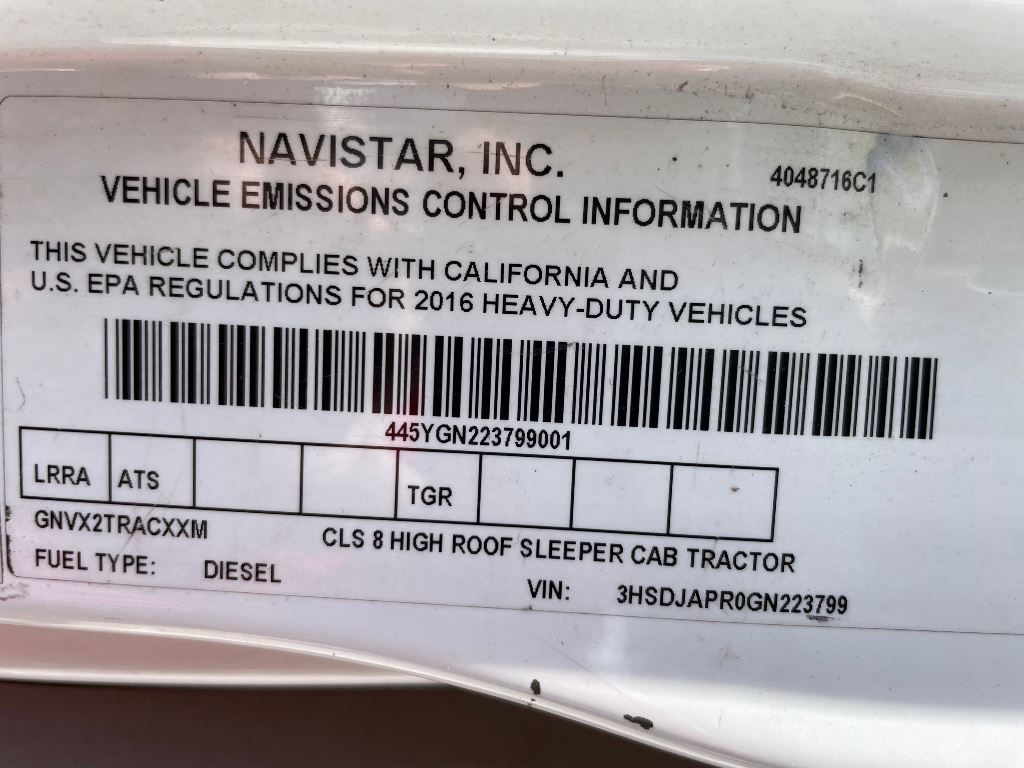 NAVISTAR, INC.
4048716C1
VEHICLE EMISSIONS CONTROL INFORMATION
THIS VEHICLE COMPLIES WITH CALIFORNIA AND
U.S. EPA REGULATIONS FOR 2016 HEAVY-DUTY VEHICLES
445YGN223799001
LRRA ATS TGR
GNVX2TRACXXM CLS 8 HIGH ROOF SLEEPER CAB TRACTOR
FUEL TYPE: DIESEL VIN: 3HSDJAPR0GN223799